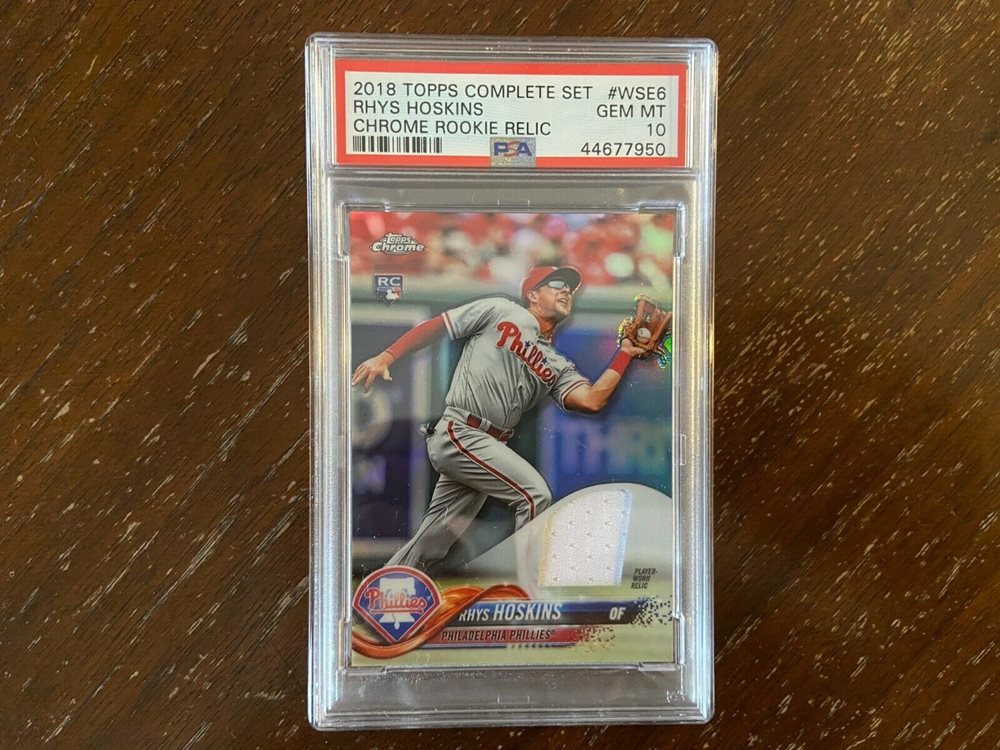 2018 TOPPS COMPLETE SET #WSE6
RHYS HOSKINS GEM MT
CHROME ROOKIE RELIC 10
PSA 44677950
Topps
Chrome
RC
Phillies
PLAYER-
WORN
RELIC
Phillies
RHYS HOSKINS OF
PHILADELPHIA PHILLIES